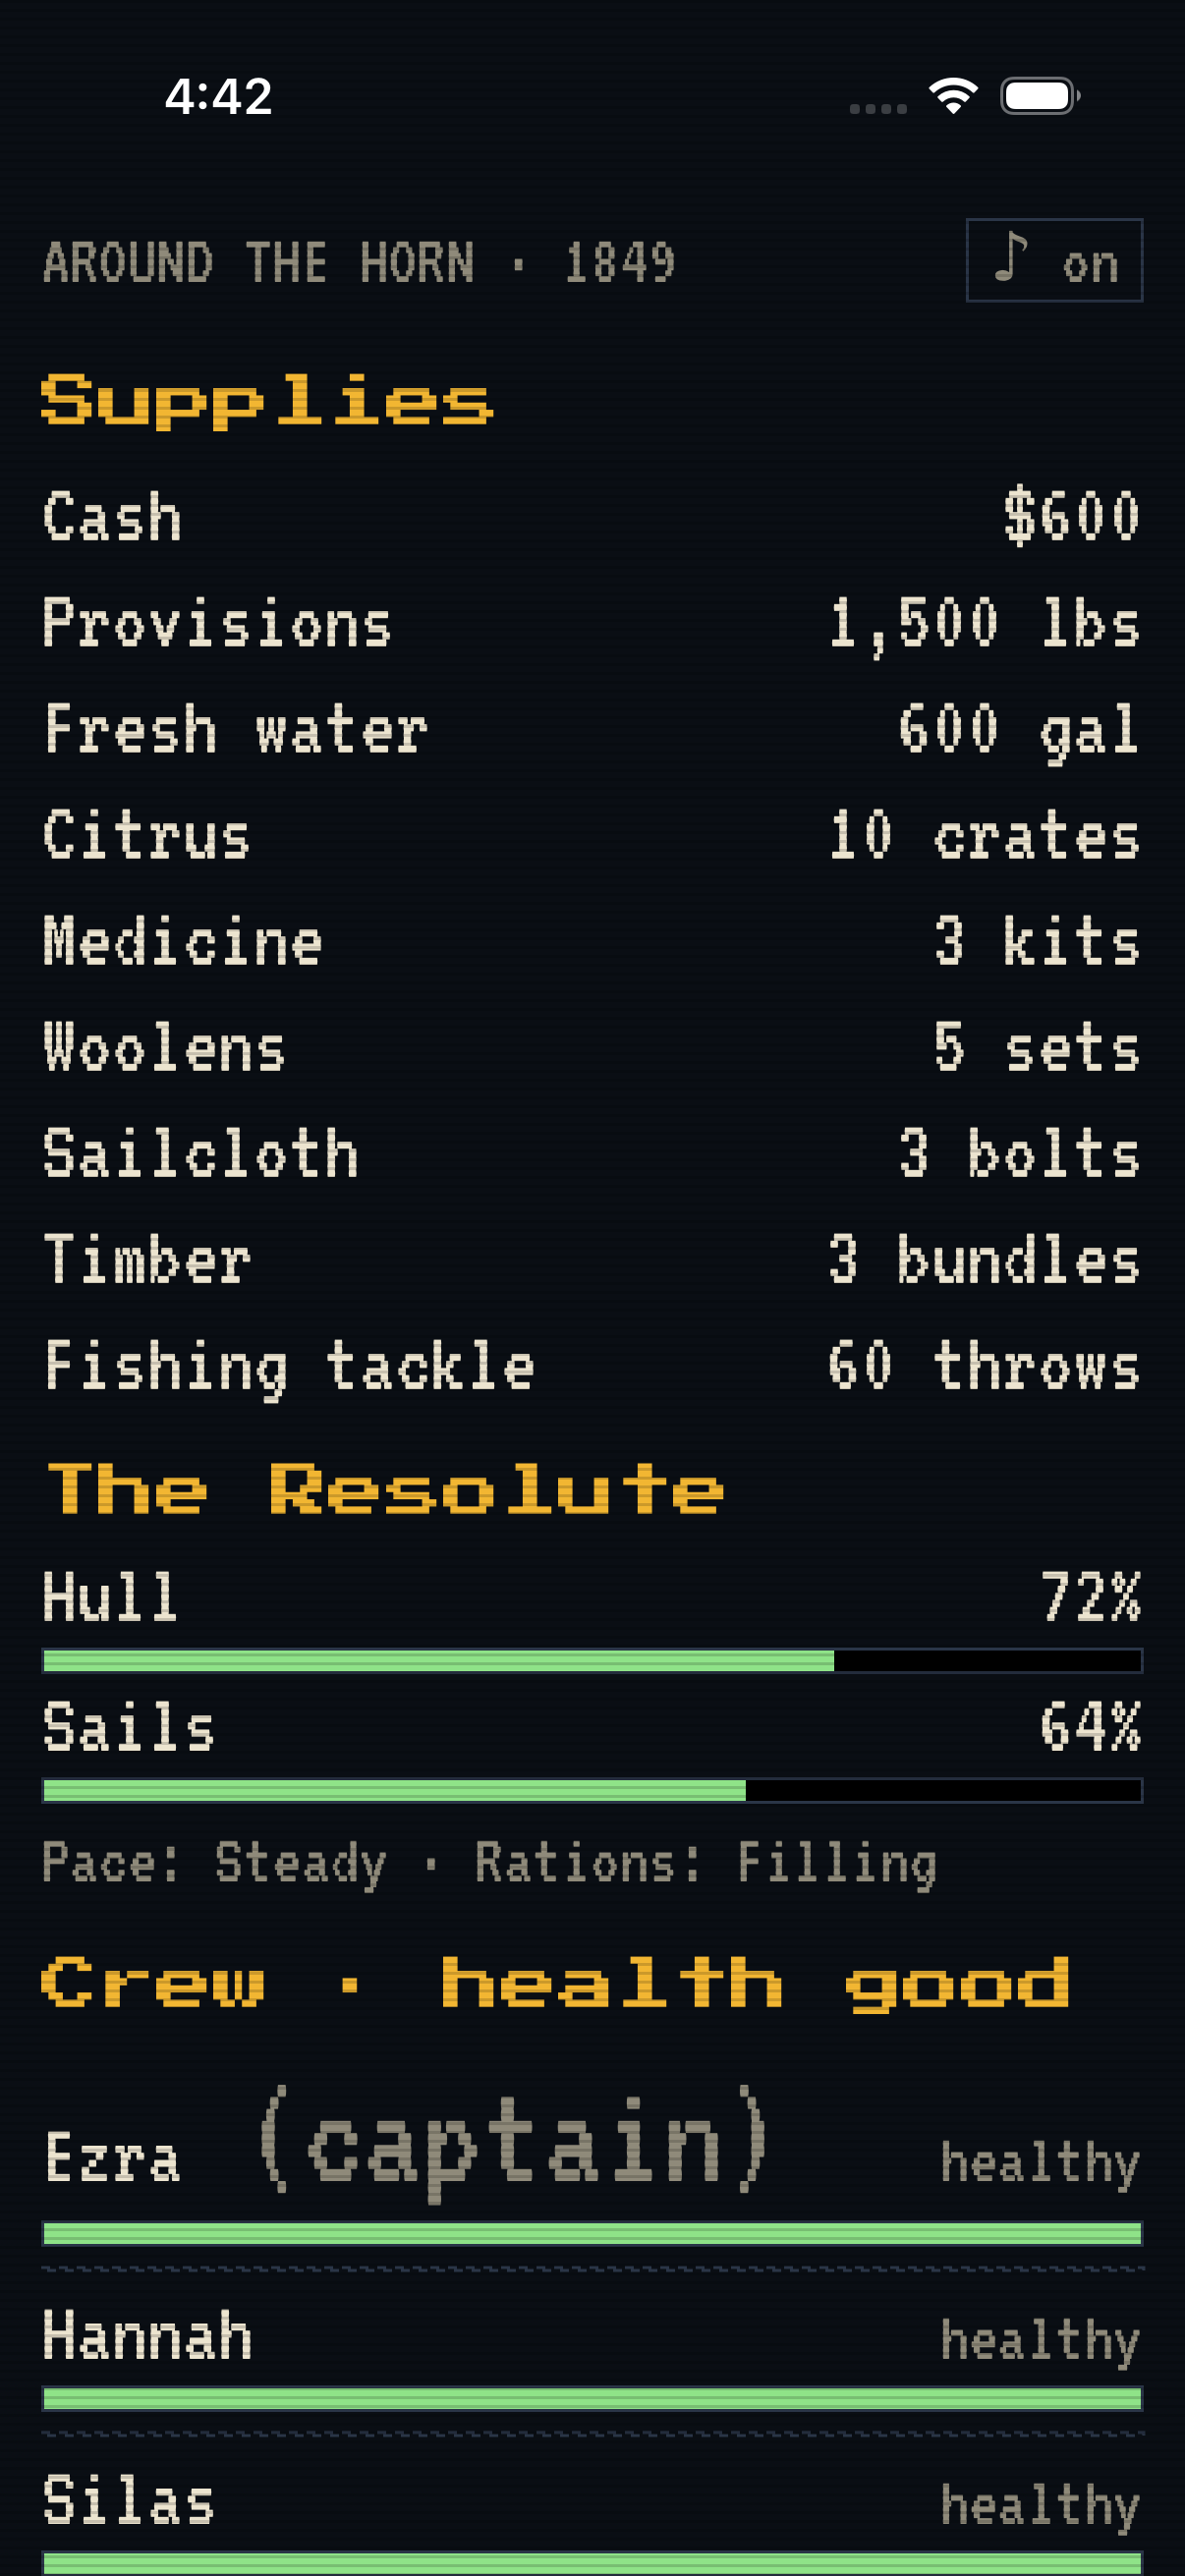 4:42
AROUND THE HORN · 1849 ♪ on
Supplies
Cash $600
Provisions 1,500 lbs
Fresh water 600 gal
Citrus 10 crates
Medicine 3 kits
Woolens 5 sets
Sailcloth 3 bolts
Timber 3 bundles
Fishing tackle 60 throws
The Resolute
Hull 72%
Sails 64%
Pace: Steady · Rations: Filling
Crew · health good
Ezra (captain) healthy
Hannah healthy
Silas healthy